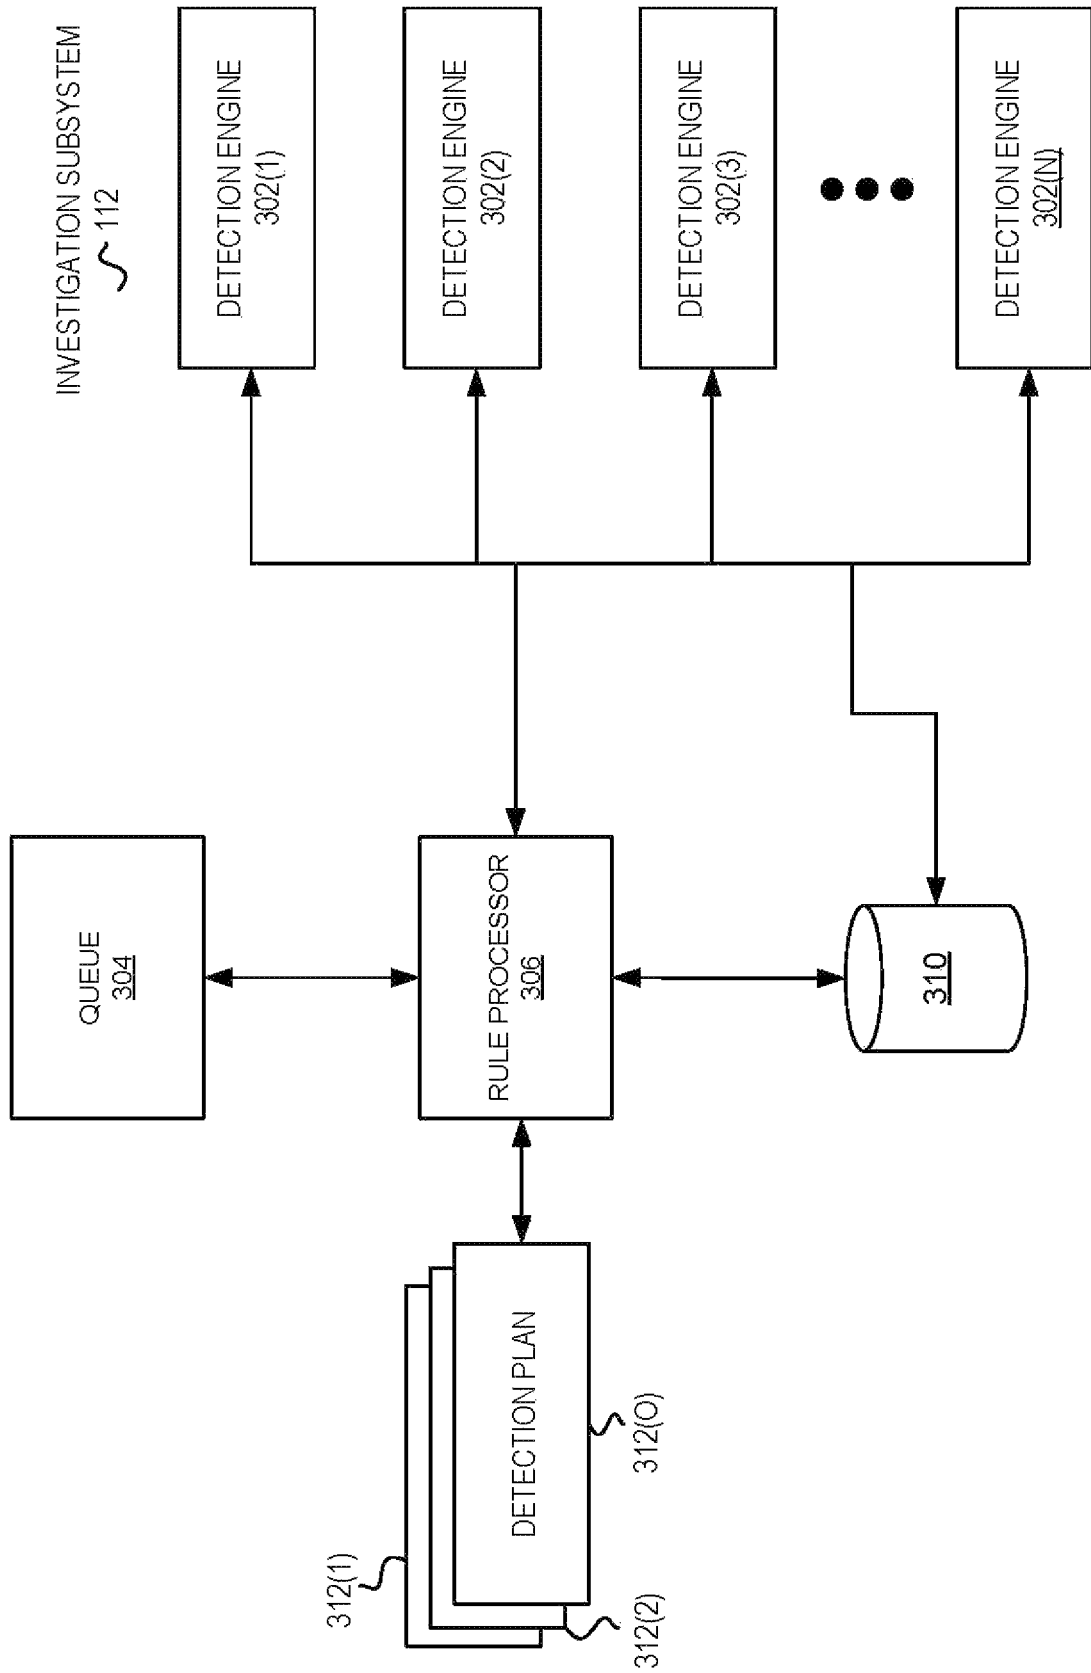 INVESTIGATION SUBSYSTEM
112
DETECTION ENGINE
302(1)
DETECTION ENGINE
302(2)
DETECTION ENGINE
302(3)
DETECTION ENGINE
302(N)
QUEUE
304
RULE PROCESSOR
306
310
312(1)
DETECTION PLAN
312(2)
312(O)